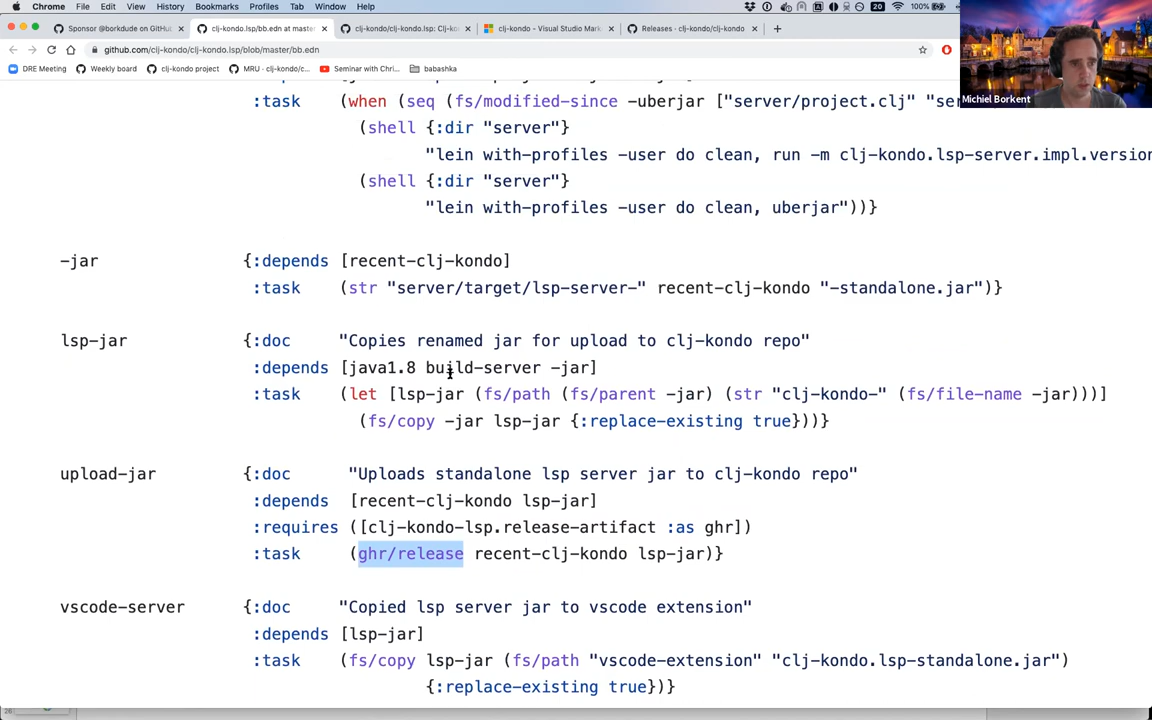 Chrome File Edit View History Bookmarks Profiles Tab Window Help 20 100%
Sponsor @borkdude on GitHub clj-kondo.lsp/bb.edn at maste clj-kondo/clj-kondo.lsp: Clj-ko clj-kondo - Visual Studio Mark Releases · clj-kondo/clj-kondo
github.com/clj-kondo/clj-kondo.lsp/blob/master/bb.edn
DRE Meeting Weekly board clj-kondo project MRU · clj-kondo/c... Seminar with Chri... babashka
Michiel Borkent
:task (when (seq (fs/modified-since -uberjar ["server/project.clj" "se
(shell {:dir "server"}
"lein with-profiles -user do clean, run -m clj-kondo.lsp-server.impl.version
(shell {:dir "server"}
"lein with-profiles -user do clean, uberjar"))}
-jar {:depends [recent-clj-kondo]
:task (str "server/target/lsp-server-" recent-clj-kondo "-standalone.jar")}
lsp-jar {:doc "Copies renamed jar for upload to clj-kondo repo"
:depends [java1.8 build-server -jar]
:task (let [lsp-jar (fs/path (fs/parent -jar) (str "clj-kondo-" (fs/file-name -jar)))]
(fs/copy -jar lsp-jar {:replace-existing true}))}
upload-jar {:doc "Uploads standalone lsp server jar to clj-kondo repo"
:depends [recent-clj-kondo lsp-jar]
:requires ([clj-kondo-lsp.release-artifact :as ghr])
:task (ghr/release recent-clj-kondo lsp-jar)}
vscode-server {:doc "Copied lsp server jar to vscode extension"
:depends [lsp-jar]
:task (fs/copy lsp-jar (fs/path "vscode-extension" "clj-kondo.lsp-standalone.jar")
{:replace-existing true})}